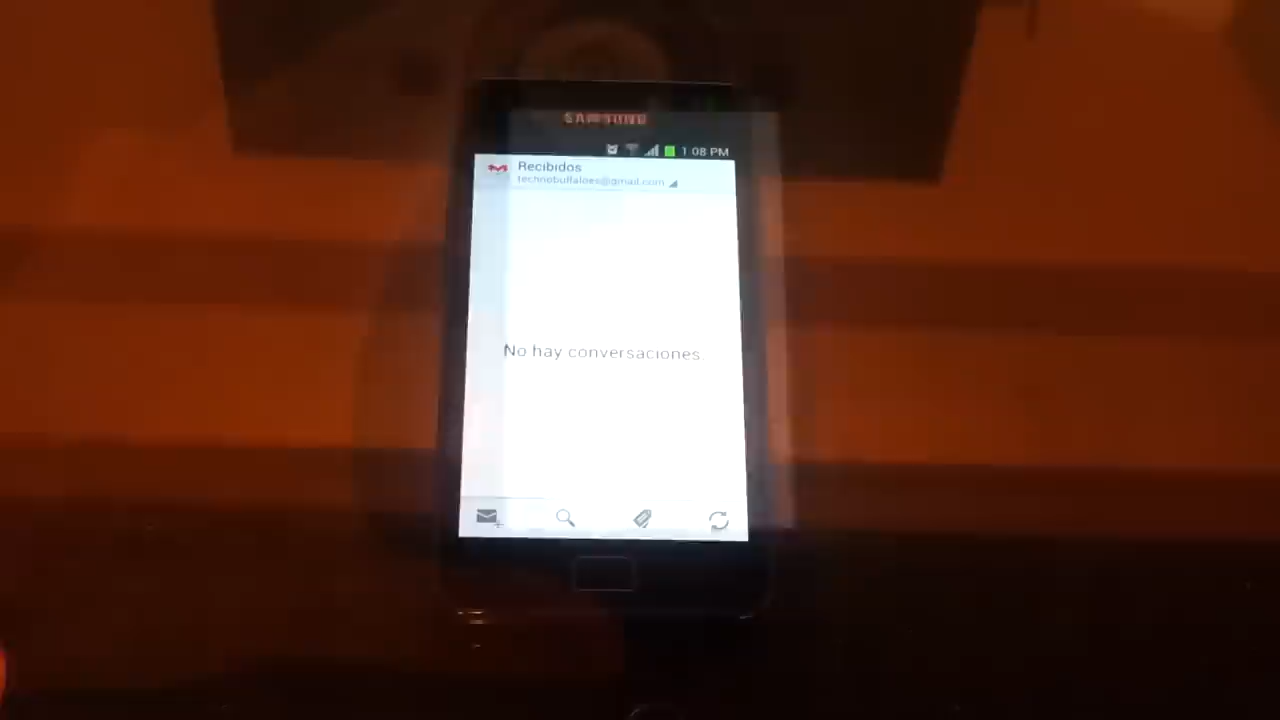 SAMSUNG
1:08 PM
Recibidos
technobuffaloes@gmail.com
No hay conversaciones.